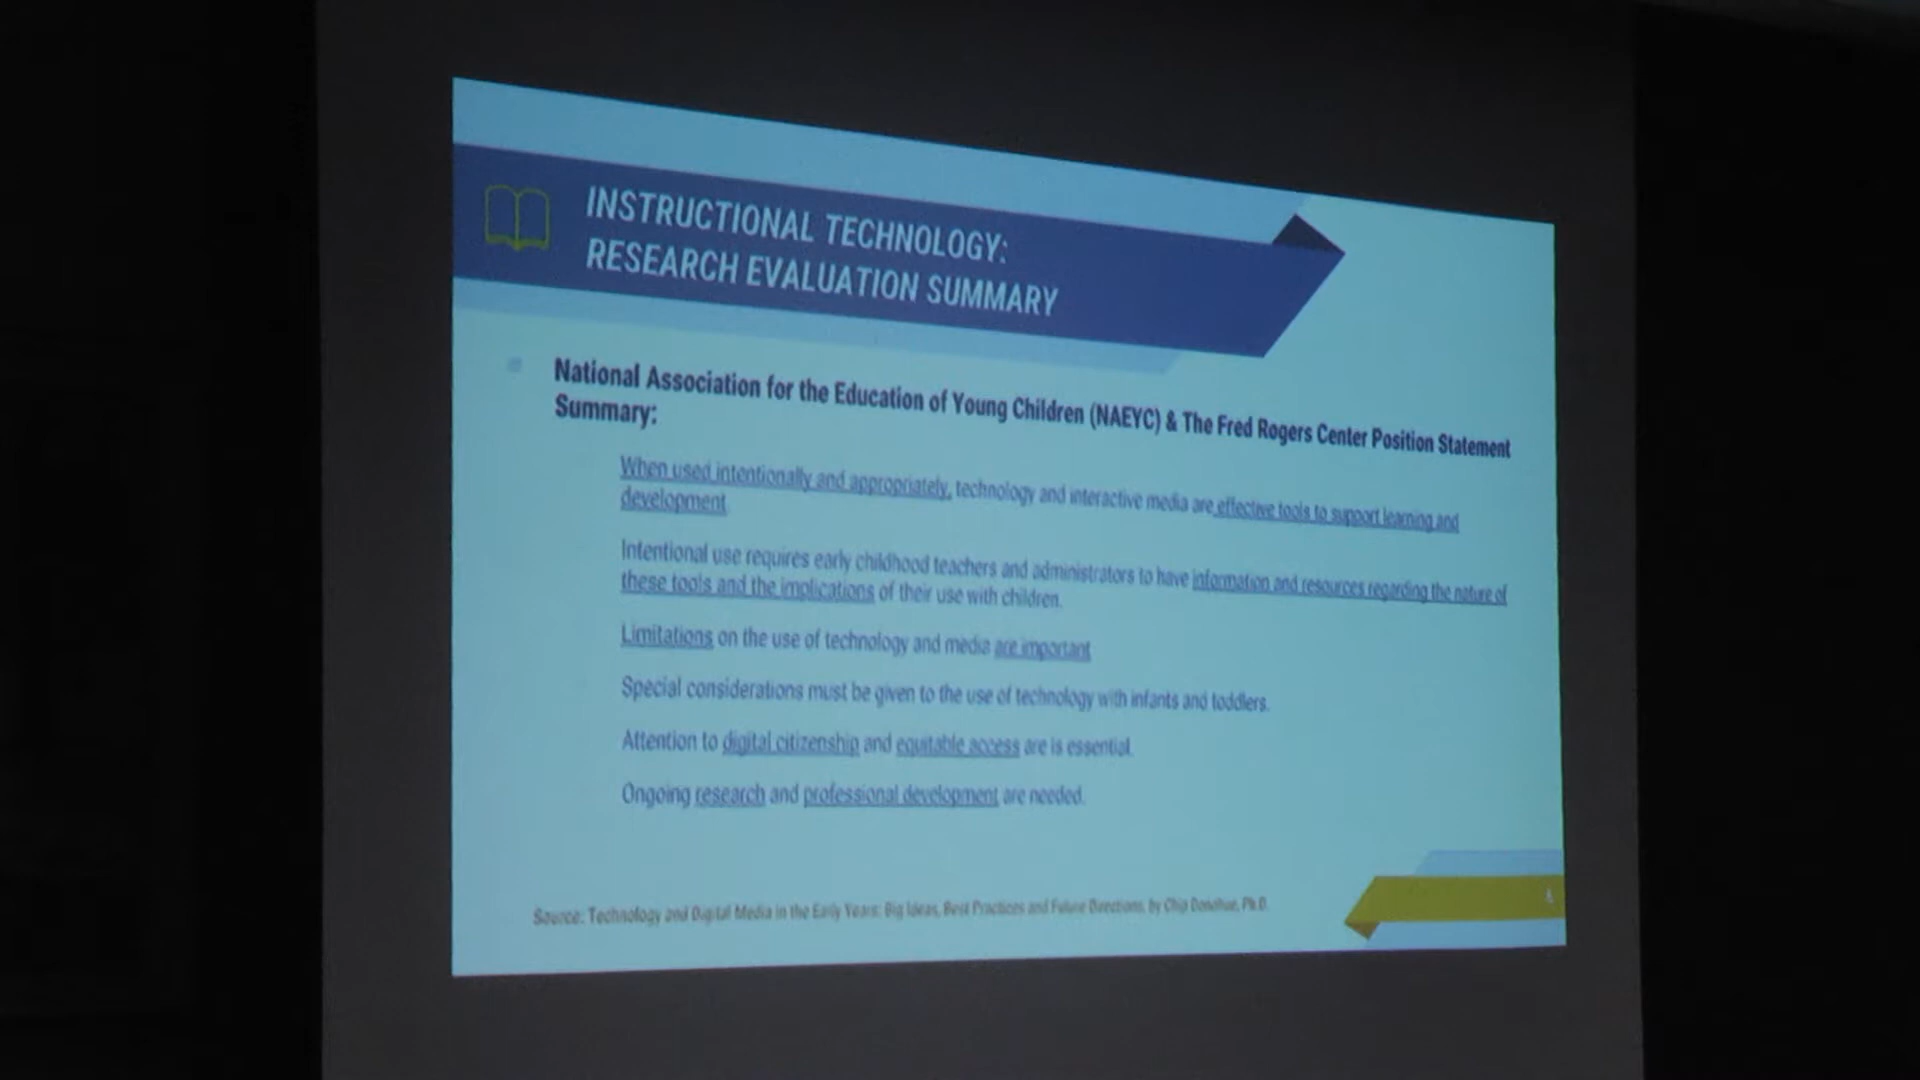 INSTRUCTIONAL TECHNOLOGY:
RESEARCH EVALUATION SUMMARY
National Association for the Education of Young Children (NAEYC) & The Fred Rogers Center Position Statement
Summary:
When used intentionally and appropriately, technology and interactive media are effective tools to support learning and
development
Intentional use requires early childhood teachers and administrators to have information and resources regarding the nature of
these tools and the implications of their use with children.
Limitations on the use of technology and media are important
Special considerations must be given to the use of technology with infants and toddlers.
Attention to digital citizenship and equitable access are is essential.
Ongoing research and professional development are needed.
Source: Technology and Digital Media in the Early Years: Big Ideas, Best Practices and Future Directions, by Chip Donohue, Ph.D.